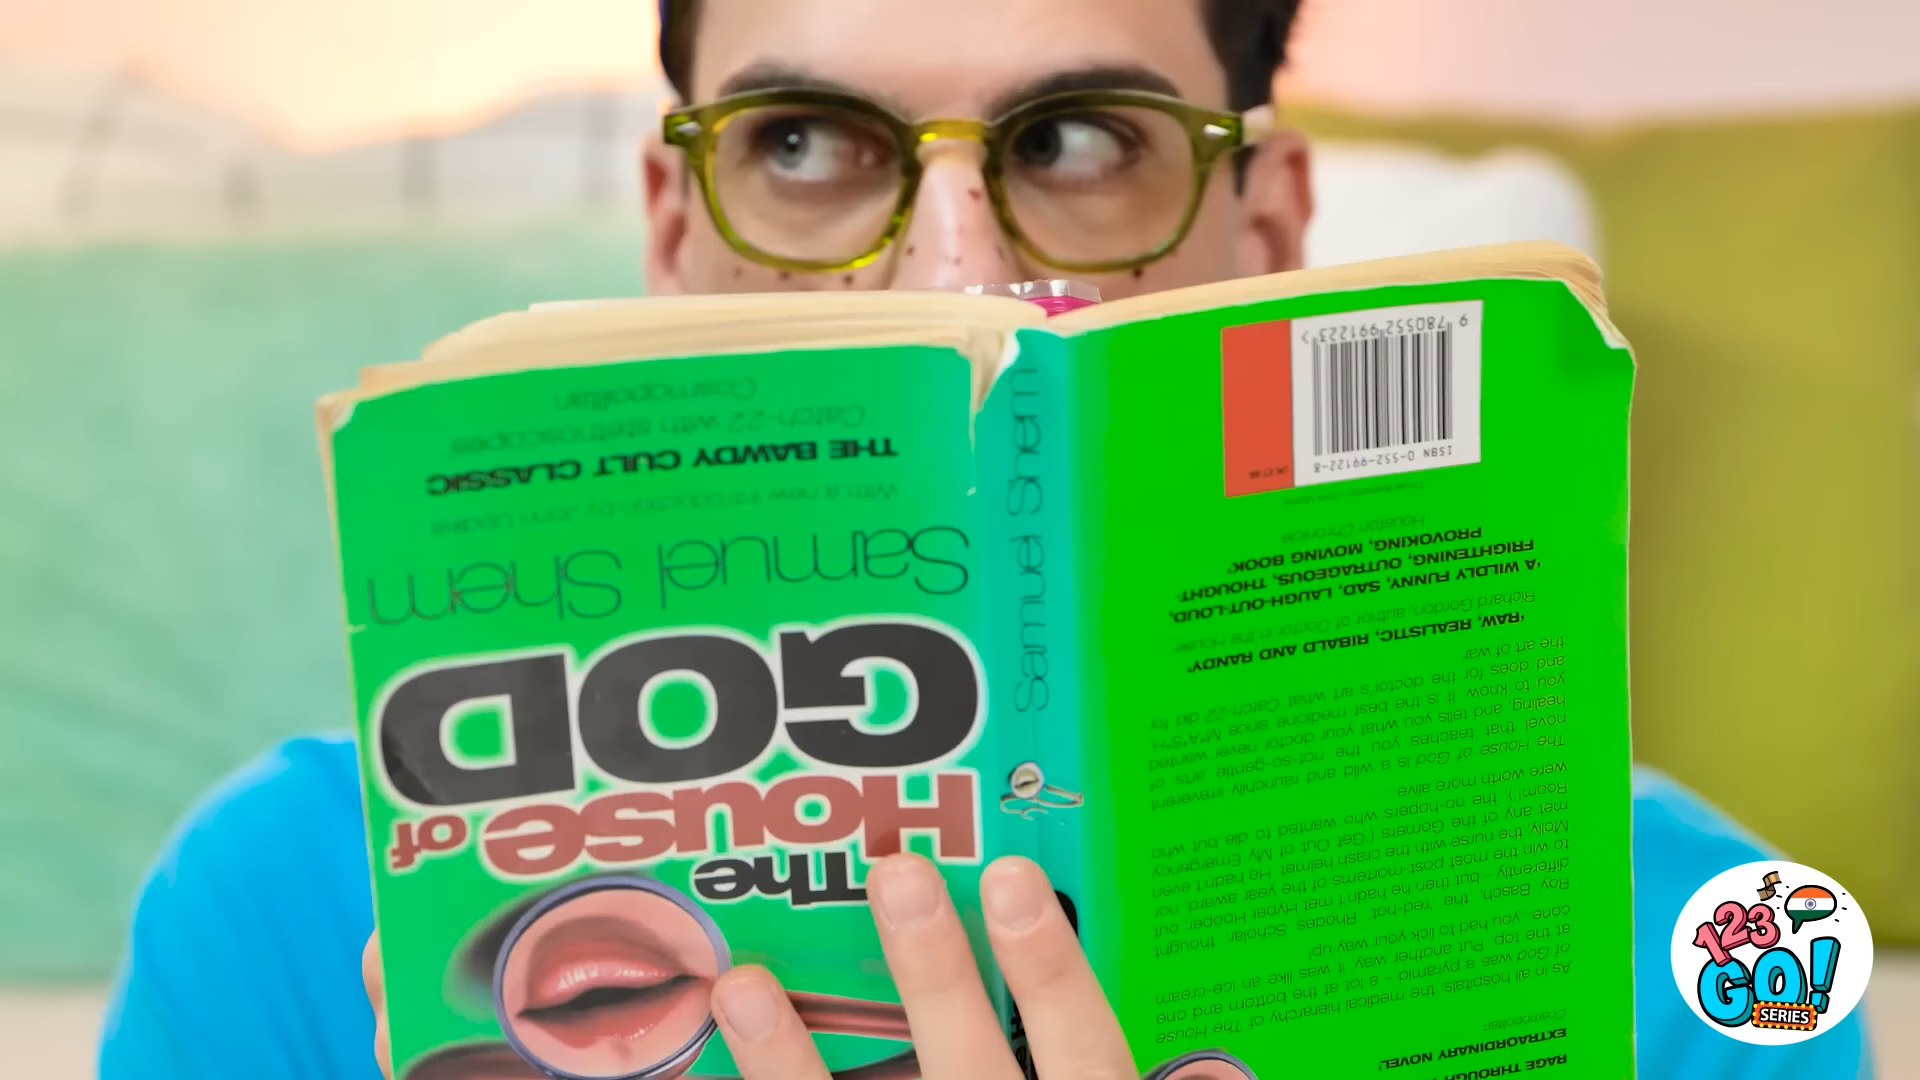 The
House of
GOD
Samuel Shem
With a new introduction by John Updike
THE BAWDY CULT CLASSIC
'Catch-22 with stethoscopes'
Cosmopolitan
Samuel Shem
RAGE THROUGH
EXTRAORDINARY NOVEL'
Cosmopolitan
As in all hospitals, the medical hierarchy of The House
of God was a pyramid – a lot at the bottom and one
at the top. Put another way, it was like an ice-cream
cone...you had to lick your way up!
Roy Basch, the 'red-hot' Rhodes Scholar, thought
differently – but then he hadn't met Hyper Hooper, out
to win the most post-mortems of the year award, nor
Molly, the nurse with the crash helmet. He hadn't even
met any of the Gomers ('Get Out of My Emergency
Room!'), the no-hopers who wanted to die but who
were worth more alive...
The House of God is a wild and raunchily irreverent
novel that teaches you the not-so-gentle arts of
healing, and tells you what your doctor never wanted
you to know. It is the best medicine since M*A*S*H
and does for the doctor's art what Catch-22 did for
the art of war.
'RAW, REALISTIC, RIBALD AND RANDY'
Richard Gordon, author of Doctor in the House
'A WILDLY FUNNY, SAD, LAUGH-OUT-LOUD,
FRIGHTENING, OUTRAGEOUS, THOUGHT-
PROVOKING, MOVING BOOK'
Houston Chronicle
ISBN 0-552-99122-8
9 780552 991223
123
GO!
SERIES